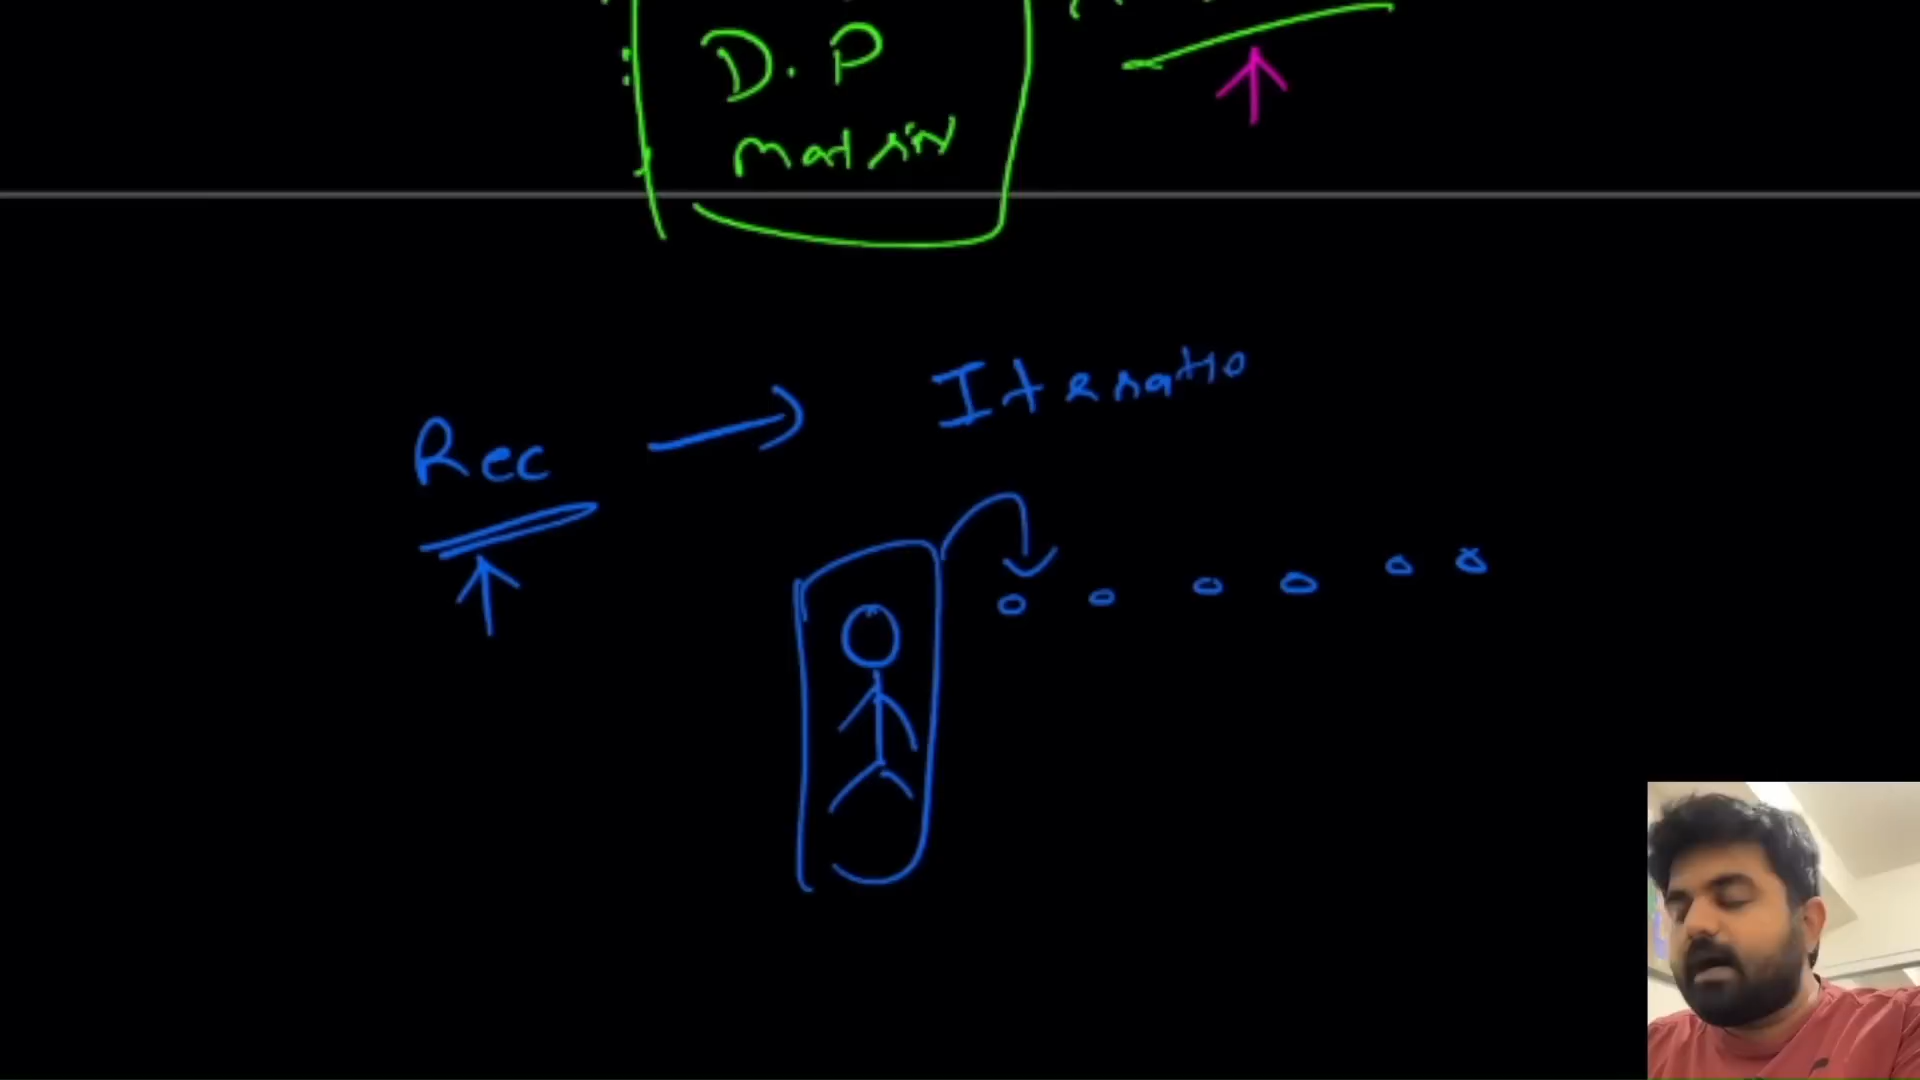 D.P
matrix
Rec → Iteratio